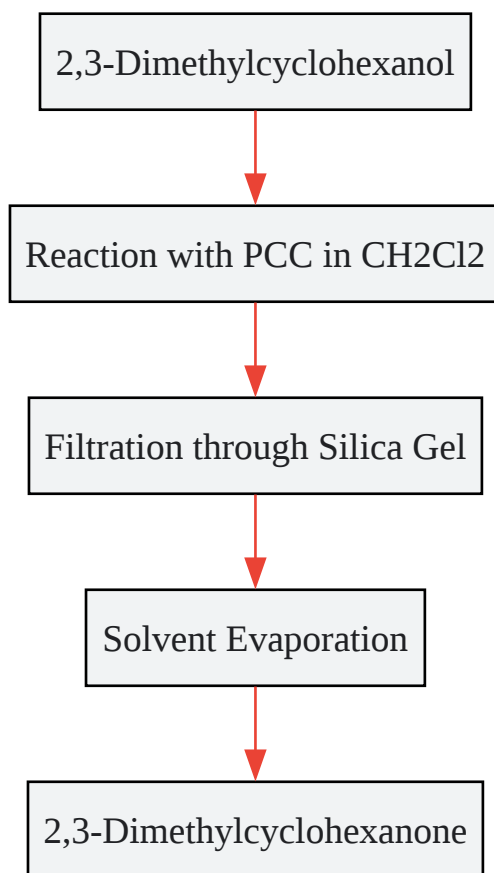 2,3-Dimethylcyclohexanol
Reaction with PCC in CH2Cl2
Filtration through Silica Gel
Solvent Evaporation
2,3-Dimethylcyclohexanone